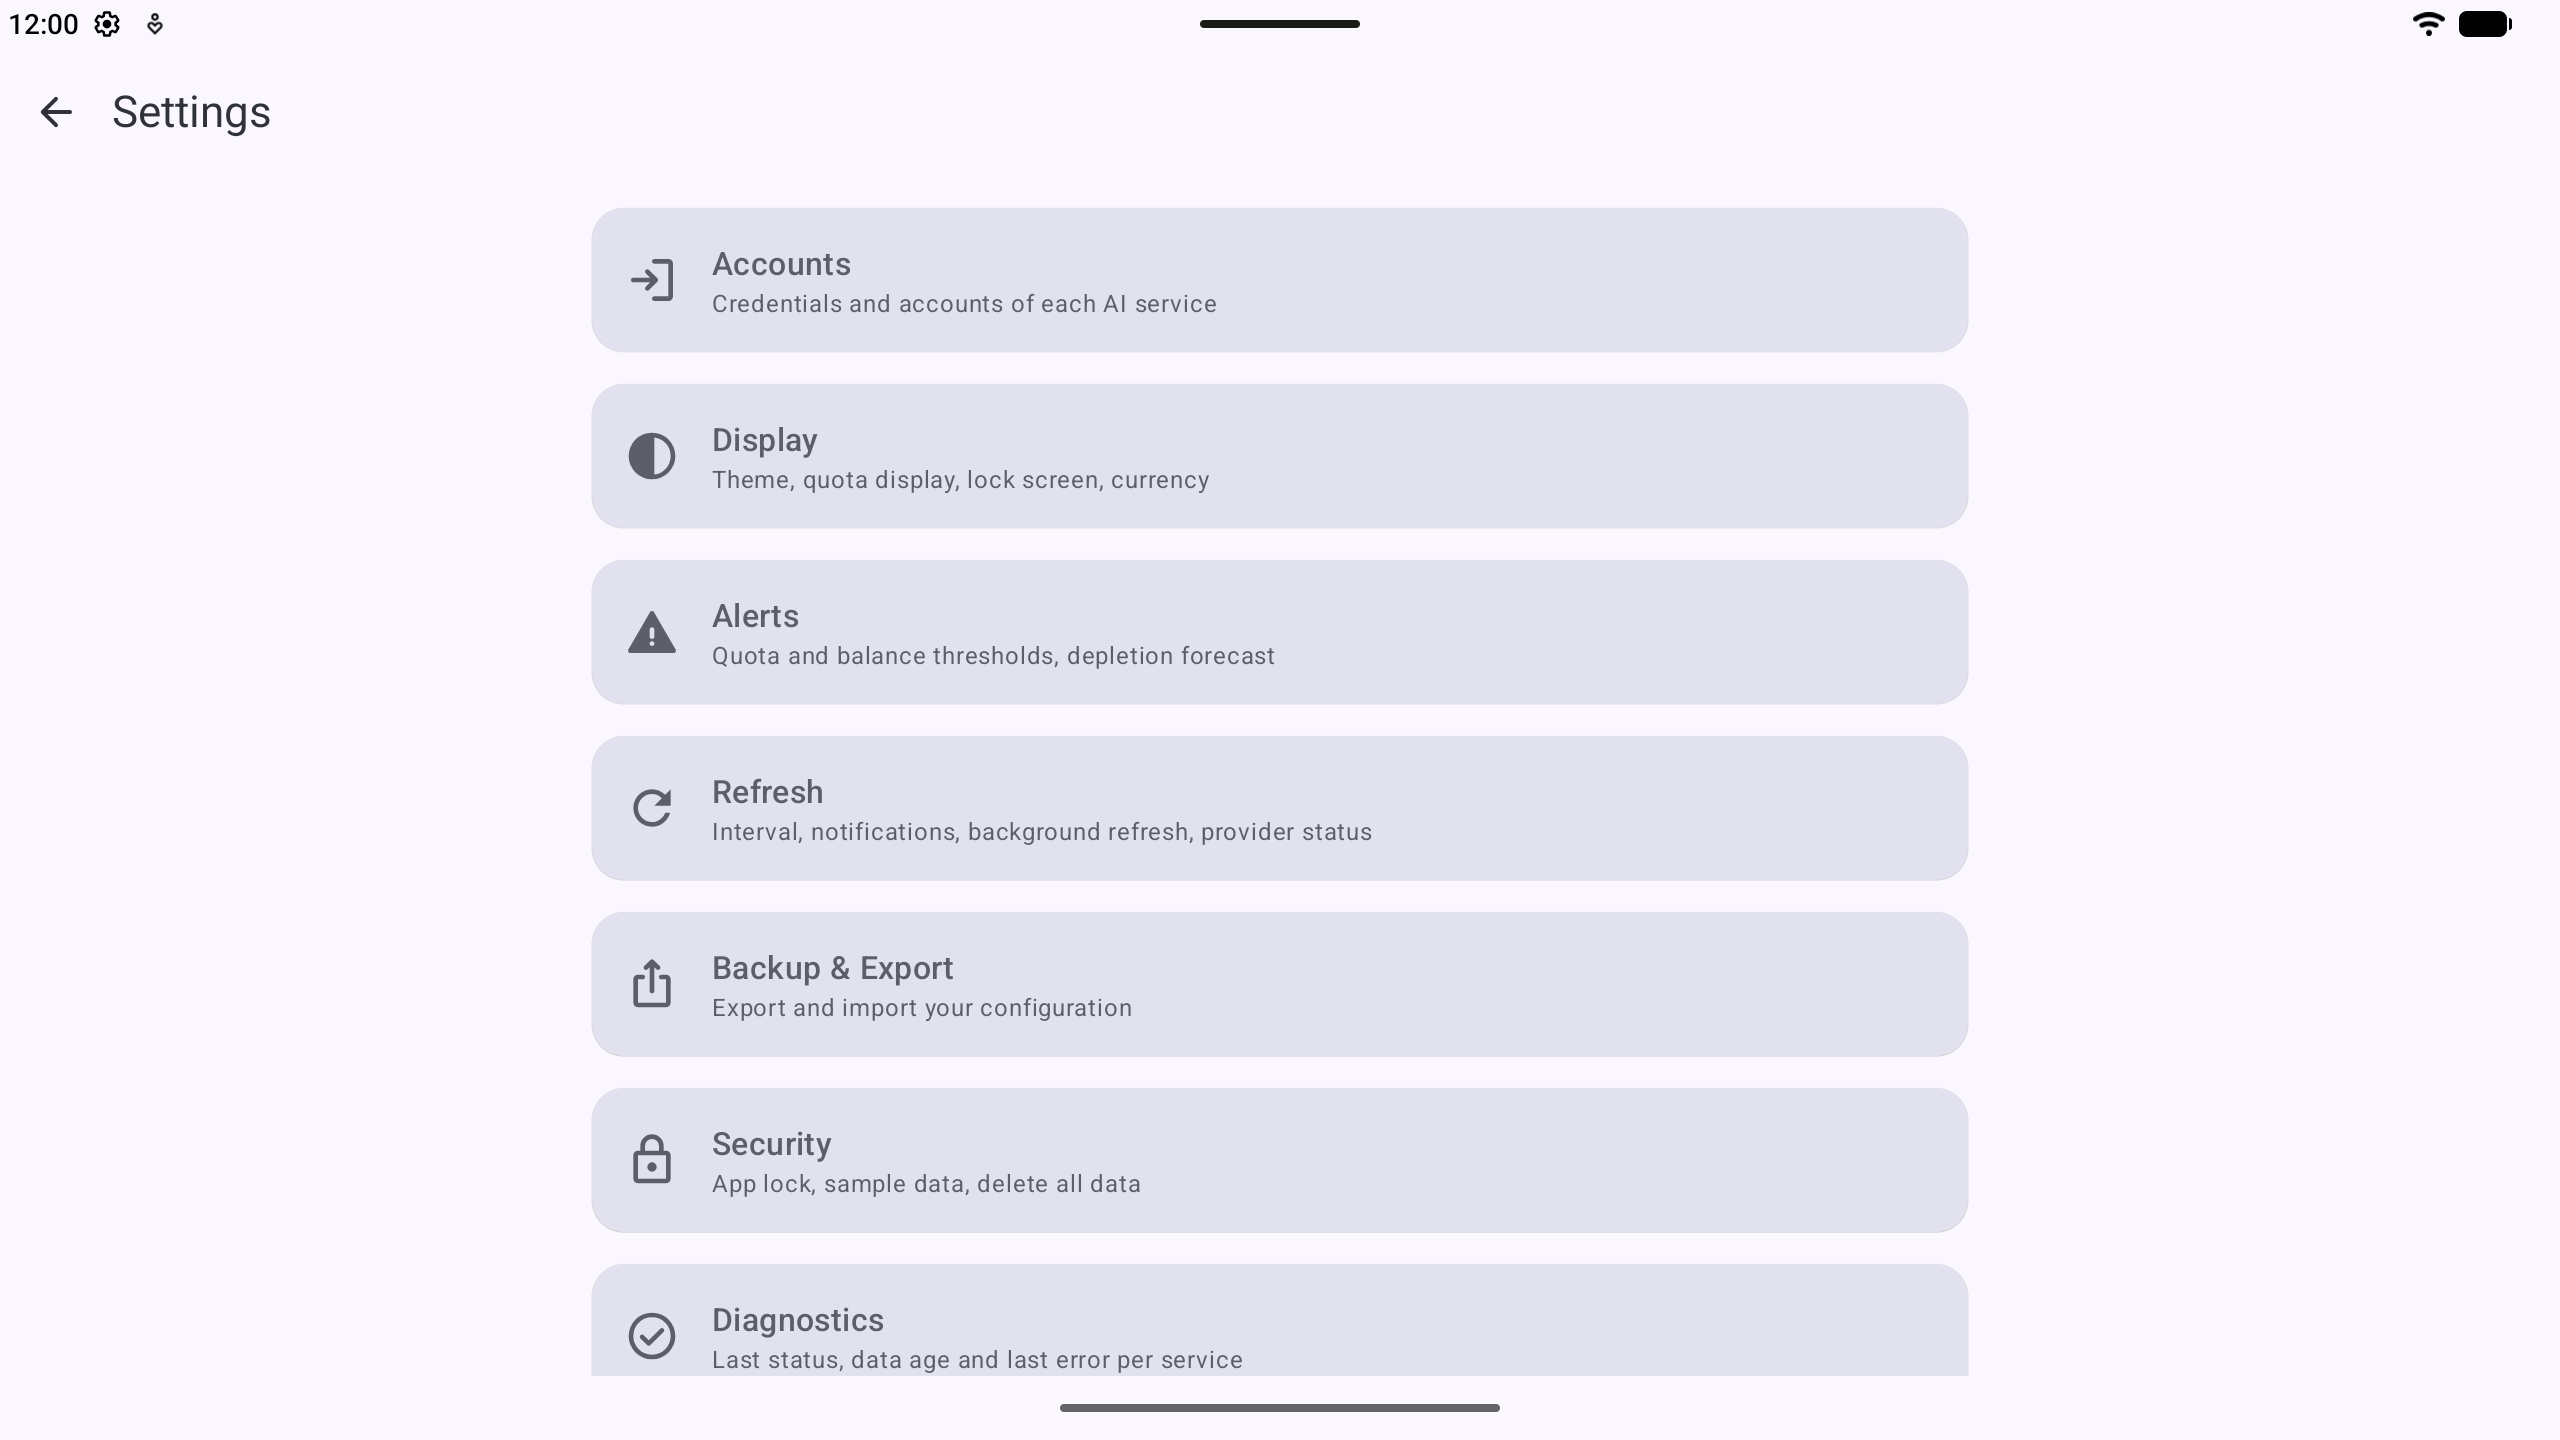 12:00
Settings
Accounts
Credentials and accounts of each AI service
Display
Theme, quota display, lock screen, currency
Alerts
Quota and balance thresholds, depletion forecast
Refresh
Interval, notifications, background refresh, provider status
Backup & Export
Export and import your configuration
Security
App lock, sample data, delete all data
Diagnostics
Last status, data age and last error per service